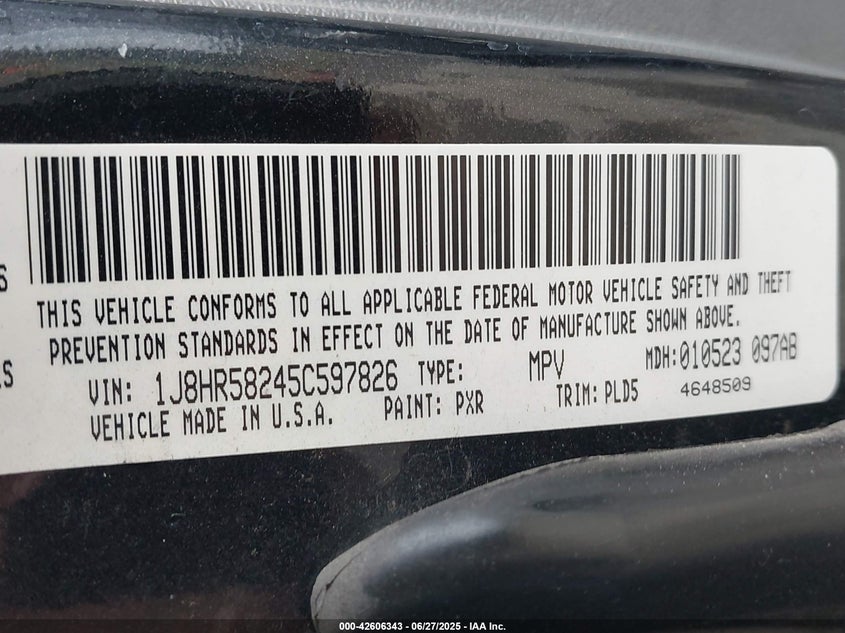 THIS VEHICLE CONFORMS TO ALL APPLICABLE FEDERAL MOTOR VEHICLE SAFETY AND THEFT
PREVENTION STANDARDS IN EFFECT ON THE DATE OF MANUFACTURE SHOWN ABOVE.
VIN: 1J8HR58245C597826 TYPE: MPV MDH:010523 097AB
VEHICLE MADE IN U.S.A. PAINT: PXR TRIM: PLD5 4648509
000-42606343 - 06/27/2025 - IAA Inc.